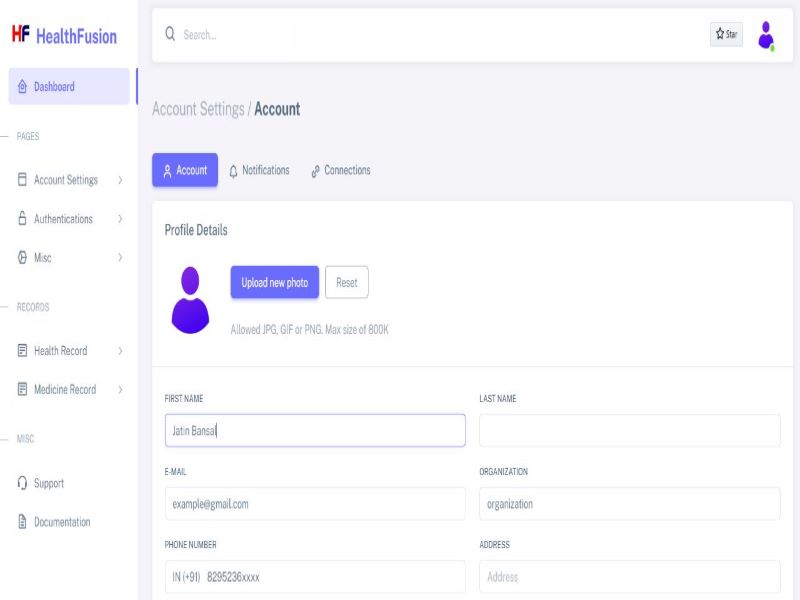 HF HealthFusion
Search...
Star
Dashboard
PAGES
Account Settings
Authentications
Misc
RECORDS
Health Record
Medicine Record
MISC
Support
Documentation
Account Settings / Account
Account
Notifications
Connections
Profile Details
Upload new photo
Reset
Allowed JPG, GIF or PNG. Max size of 800K
FIRST NAME
Jatin Bansal
LAST NAME
E-MAIL
example@gmail.com
ORGANIZATION
organization
PHONE NUMBER
IN (+91) 8295236xxxx
ADDRESS
Address